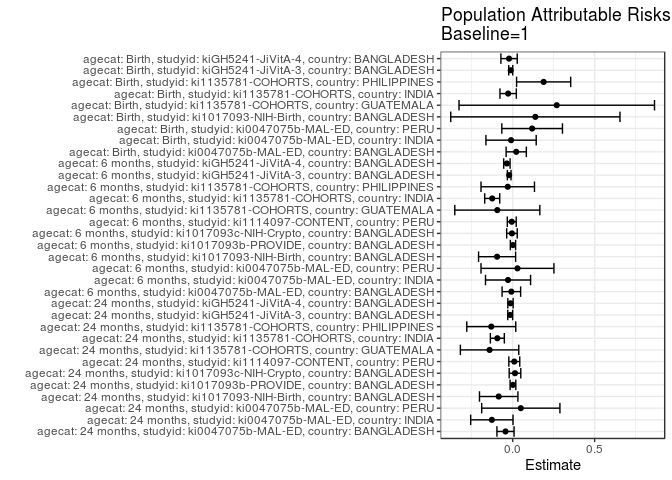 Population Attributable Risks
Baseline=1
agecat: Birth, studyid: kiGH5241-JiVitA-4, country: BANGLADESH
agecat: Birth, studyid: kiGH5241-JiVitA-3, country: BANGLADESH
agecat: Birth, studyid: ki1135781-COHORTS, country: PHILIPPINES
agecat: Birth, studyid: ki1135781-COHORTS, country: INDIA
agecat: Birth, studyid: ki1135781-COHORTS, country: GUATEMALA
agecat: Birth, studyid: ki1017093-NIH-Birth, country: BANGLADESH
agecat: Birth, studyid: ki0047075b-MAL-ED, country: PERU
agecat: Birth, studyid: ki0047075b-MAL-ED, country: INDIA
agecat: Birth, studyid: ki0047075b-MAL-ED, country: BANGLADESH
agecat: 6 months, studyid: kiGH5241-JiVitA-4, country: BANGLADESH
agecat: 6 months, studyid: kiGH5241-JiVitA-3, country: BANGLADESH
agecat: 6 months, studyid: ki1135781-COHORTS, country: PHILIPPINES
agecat: 6 months, studyid: ki1135781-COHORTS, country: INDIA
agecat: 6 months, studyid: ki1135781-COHORTS, country: GUATEMALA
agecat: 6 months, studyid: ki1114097-CONTENT, country: PERU
agecat: 6 months, studyid: ki1017093c-NIH-Crypto, country: BANGLADESH
agecat: 6 months, studyid: ki1017093b-PROVIDE, country: BANGLADESH
agecat: 6 months, studyid: ki1017093-NIH-Birth, country: BANGLADESH
agecat: 6 months, studyid: ki0047075b-MAL-ED, country: PERU
agecat: 6 months, studyid: ki0047075b-MAL-ED, country: INDIA
agecat: 6 months, studyid: ki0047075b-MAL-ED, country: BANGLADESH
agecat: 24 months, studyid: kiGH5241-JiVitA-4, country: BANGLADESH
agecat: 24 months, studyid: kiGH5241-JiVitA-3, country: BANGLADESH
agecat: 24 months, studyid: ki1135781-COHORTS, country: PHILIPPINES
agecat: 24 months, studyid: ki1135781-COHORTS, country: INDIA
agecat: 24 months, studyid: ki1135781-COHORTS, country: GUATEMALA
agecat: 24 months, studyid: ki1114097-CONTENT, country: PERU
agecat: 24 months, studyid: ki1017093c-NIH-Crypto, country: BANGLADESH
agecat: 24 months, studyid: ki1017093b-PROVIDE, country: BANGLADESH
agecat: 24 months, studyid: ki1017093-NIH-Birth, country: BANGLADESH
agecat: 24 months, studyid: ki0047075b-MAL-ED, country: PERU
agecat: 24 months, studyid: ki0047075b-MAL-ED, country: INDIA
agecat: 24 months, studyid: ki0047075b-MAL-ED, country: BANGLADESH
0.0 0.5
Estimate